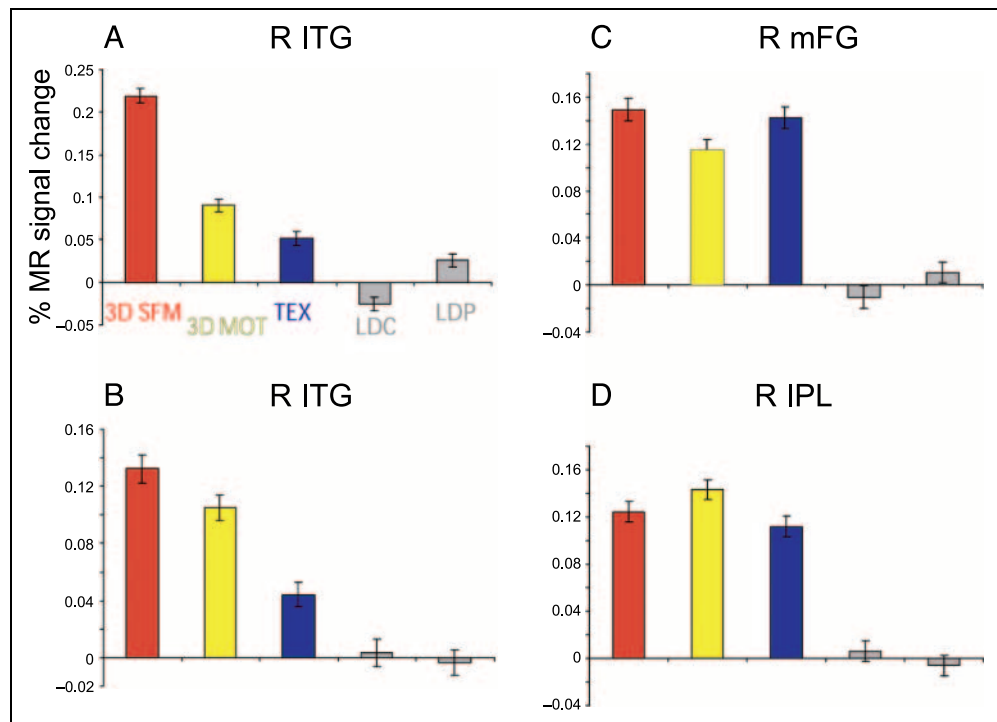 A R ITG
% MR signal change
0.25
0.2
0.15
0.1
0.05
0
–0.05
3D SFM
3D MOT
TEX
LDC
LDP
C R mFG
0.16
0.12
0.08
0.04
0
–0.04
B R ITG
0.16
0.12
0.08
0.04
0
–0.02
D R IPL
0.16
0.12
0.08
0.04
0
–0.04